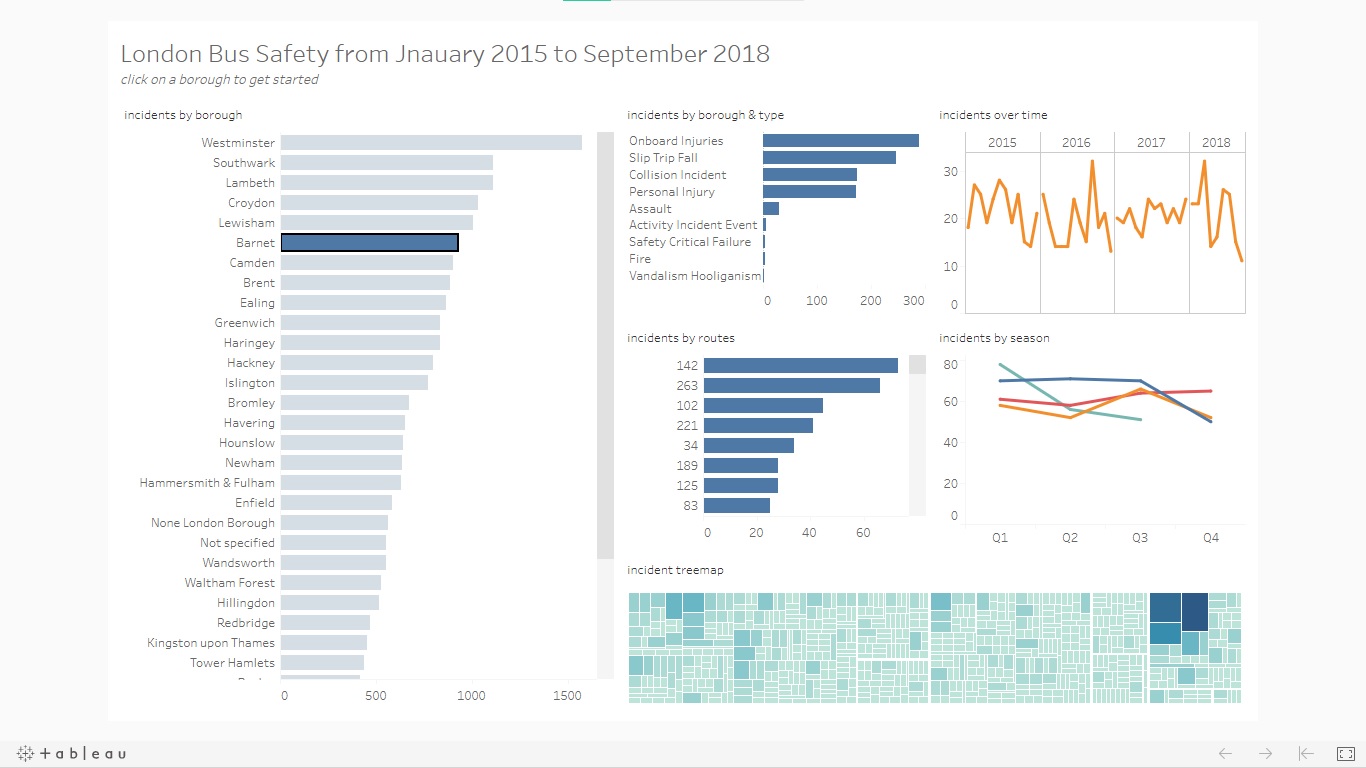 London Bus Safety from Jnauary 2015 to September 2018
click on a borough to get started
incidents by borough
Westminster
Southwark
Lambeth
Croydon
Lewisham
Barnet
Camden
Brent
Ealing
Greenwich
Haringey
Hackney
Islington
Bromley
Havering
Hounslow
Newham
Hammersmith & Fulham
Enfield
None London Borough
Not specified
Wandsworth
Waltham Forest
Hillingdon
Redbridge
Kingston upon Thames
Tower Hamlets
0 500 1000 1500
incidents by borough & type
Onboard Injuries
Slip Trip Fall
Collision Incident
Personal Injury
Assault
Activity Incident Event
Safety Critical Failure
Fire
Vandalism Hooliganism
0 100 200 300
incidents over time
2015 2016 2017 2018
30
20
10
0
incidents by routes
142
263
102
221
34
189
125
83
0 20 40 60
incidents by season
80
60
40
20
0
Q1 Q2 Q3 Q4
incident treemap
+ a b | e a u